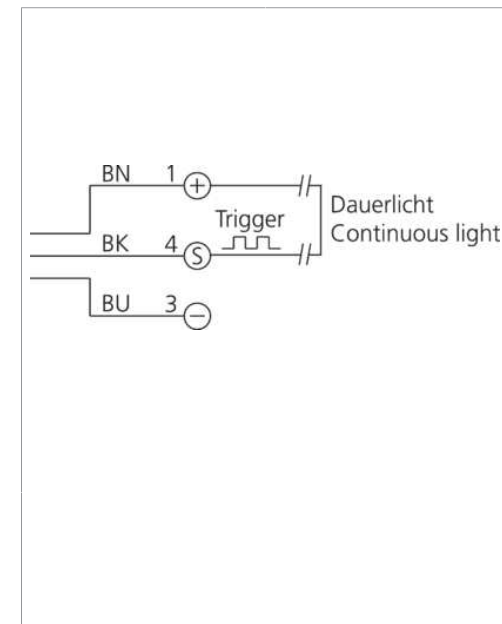 BN 1 +
Trigger
Dauerlicht
Continuous light
BK 4 S
BU 3 −